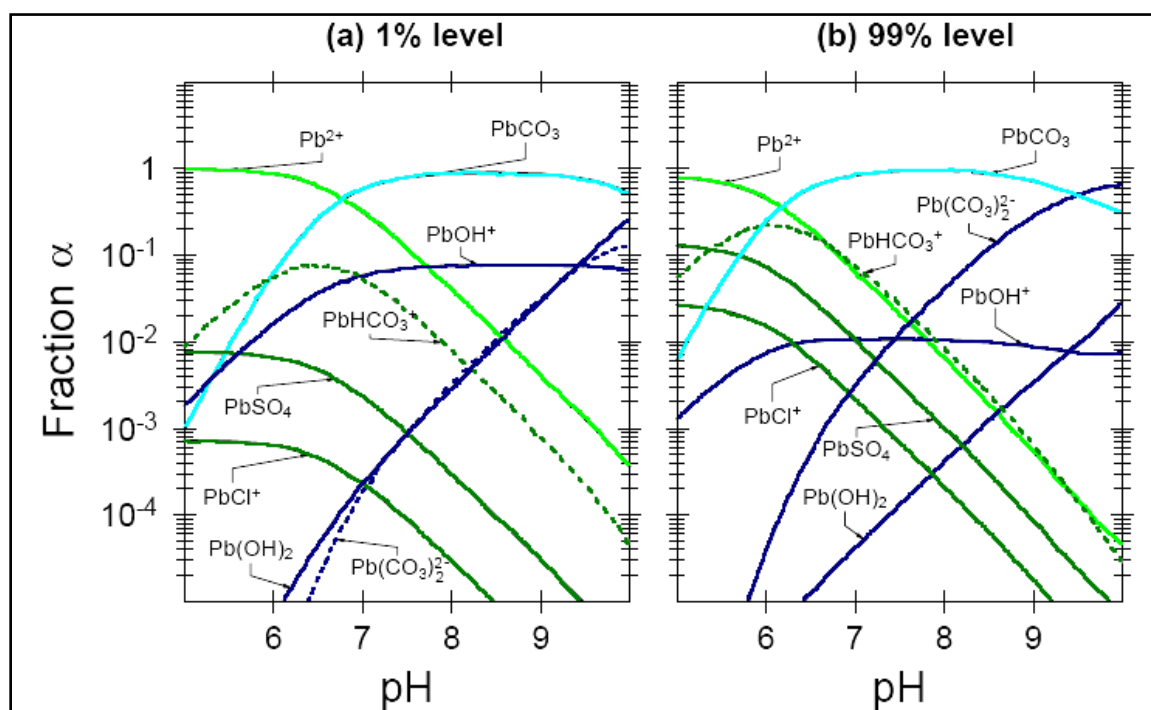 (a) 1% level
(b) 99% level
Fraction α
1
10⁻¹
10⁻²
10⁻³
10⁻⁴
Pb²⁺
PbCO₃
PbOH⁺
PbHCO₃⁺
PbSO₄
PbCl⁺
Pb(OH)₂
Pb(CO₃)₂²⁻
6 7 8 9
pH
Pb²⁺
PbCO₃
Pb(CO₃)₂²⁻
PbHCO₃⁺
PbOH⁺
PbCl⁺
PbSO₄
Pb(OH)₂
6 7 8 9
pH